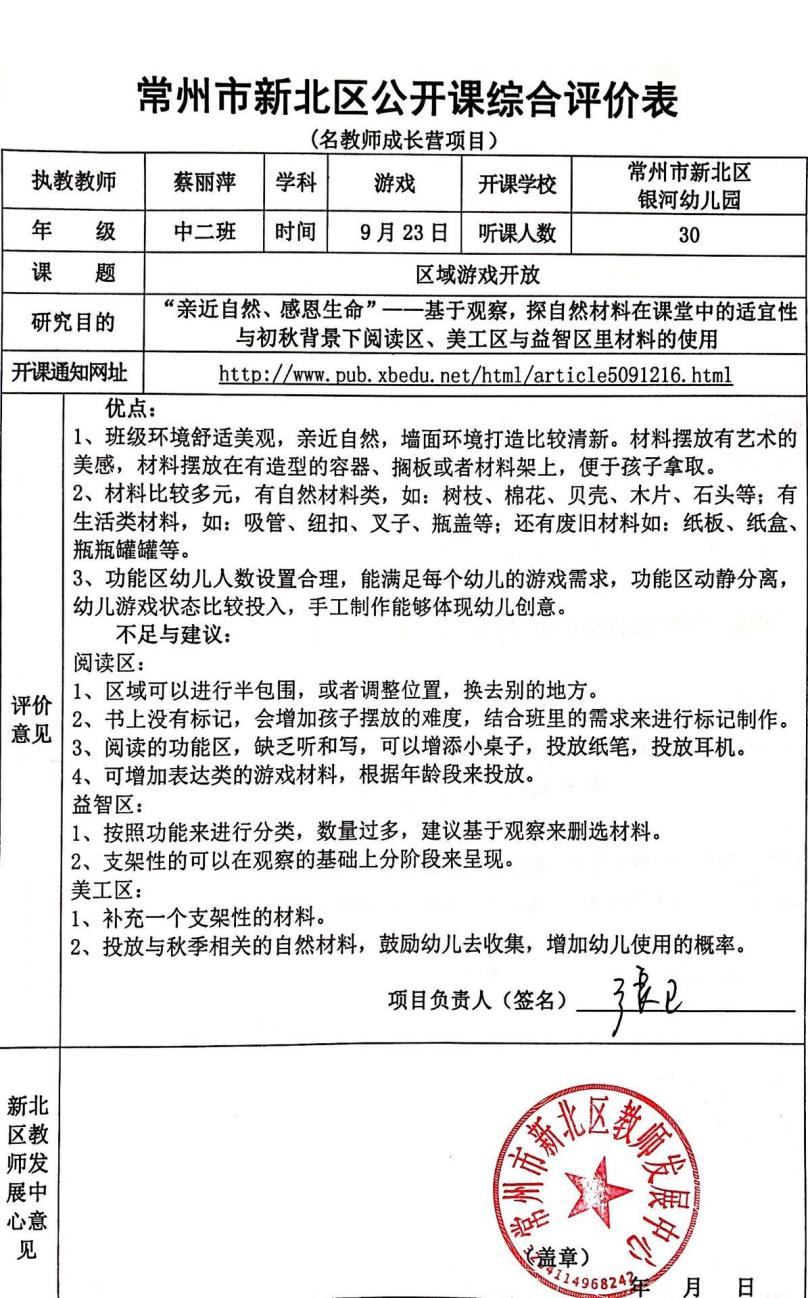 常州市新北区公开课综合评价表
（名教师成长营项目）
执教教师 蔡丽萍 学科 游戏 开课学校 常州市新北区
银河幼儿园
年 级 中二班 时间 9月23日 听课人数 30
课 题 区域游戏开放
研究目的 “亲近自然、感恩生命”——基于观察，探自然材料在课堂中的适宜性
与初秋背景下阅读区、美工区与益智区里材料的使用
开课通知网址 http://www.pub.xbedu.net/html/article5091216.html
评价
意见
优点：
1、班级环境舒适美观，亲近自然，墙面环境打造比较清新。材料摆放有艺术的
美感，材料摆放在有造型的容器、搁板或者材料架上，便于孩子拿取。
2、材料比较多元，有自然材料类，如：树枝、棉花、贝壳、木片、石头等；有
生活类材料，如：吸管、纽扣、叉子、瓶盖等；还有废旧材料如：纸板、纸盒、
瓶瓶罐罐等。
3、功能区幼儿人数设置合理，能满足每个幼儿的游戏需求，功能区动静分离，
幼儿游戏状态比较投入，手工制作能够体现幼儿创意。
不足与建议：
阅读区：
1、区域可以进行半包围，或者调整位置，换去别的地方。
2、书上没有标记，会增加孩子摆放的难度，结合班里的需求来进行标记制作。
3、阅读的功能区，缺乏听和写，可以增添小桌子，投放纸笔，投放耳机。
4、可增加表达类的游戏材料，根据年龄段来投放。
益智区：
1、按照功能来进行分类，数量过多，建议基于观察来删选材料。
2、支架性的可以在观察的基础上分阶段来呈现。
美工区：
1、补充一个支架性的材料。
2、投放与秋季相关的自然材料，鼓励幼儿去收集，增加幼儿使用的概率。
项目负责人（签名）
新北
区教
师发
展中
心意
见
常州市新北区教师发展中心
（盖章）
年 月 日